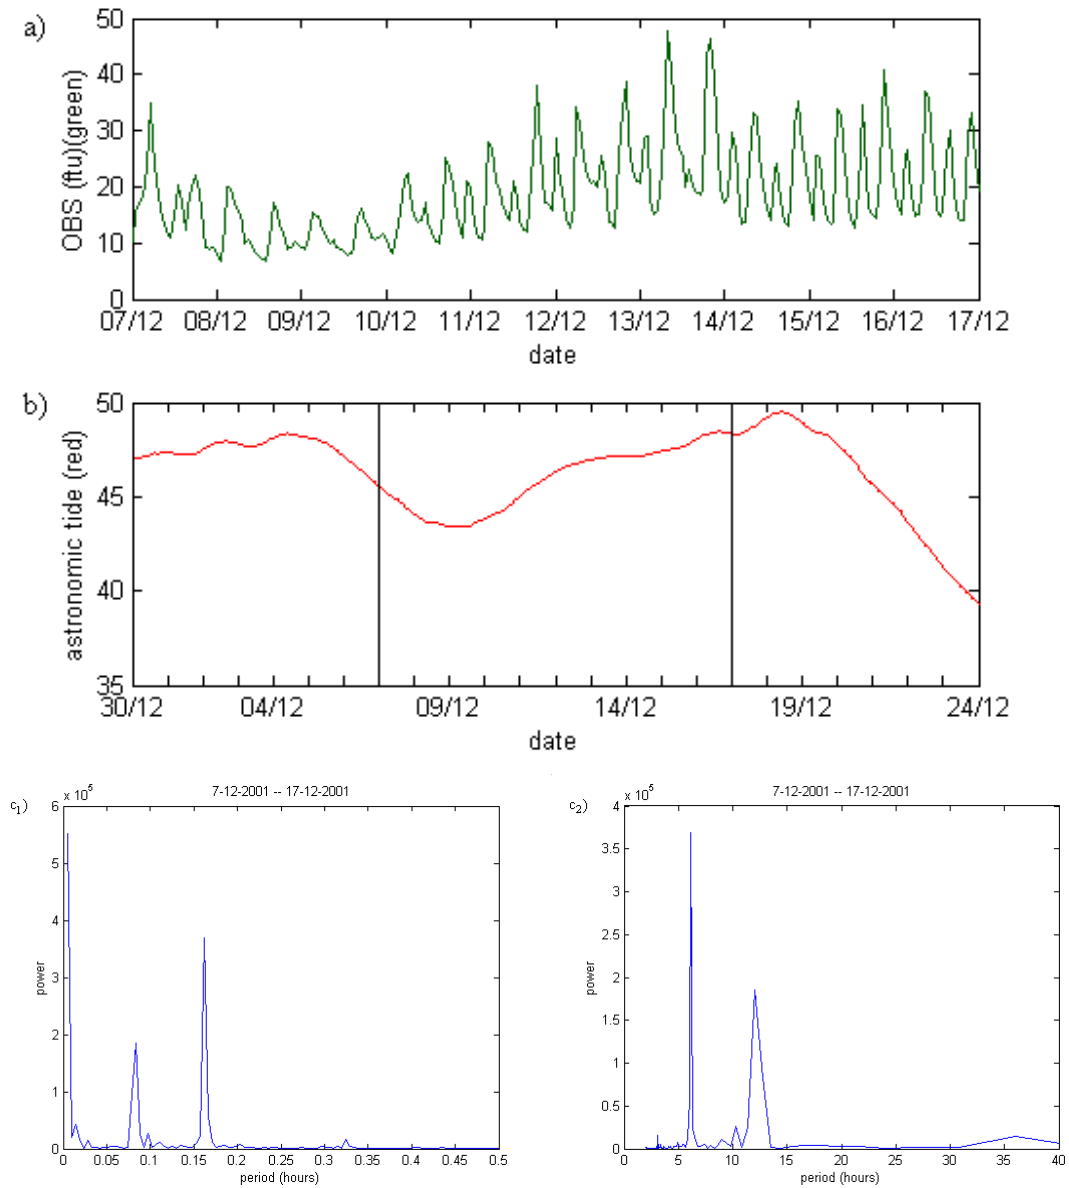 a)
50
40
30
20
10
0
OBS (ftu)(green)
07/12 08/12 09/12 10/12 11/12 12/12 13/12 14/12 15/12 16/12 17/12
date
b)
50
45
40
35
astronomic tide (red)
30/12 04/12 09/12 14/12 19/12 24/12
date
c1)
x 10^5
7-12-2001 -- 17-12-2001
6
5
4
3
2
1
0
power
0 0.05 0.1 0.15 0.2 0.25 0.3 0.35 0.4 0.45 0.5
period (hours)
c2)
x 10^5
7-12-2001 -- 17-12-2001
4
3.5
3
2.5
2
1.5
1
0.5
0
power
0 5 10 15 20 25 30 35 40
period (hours)